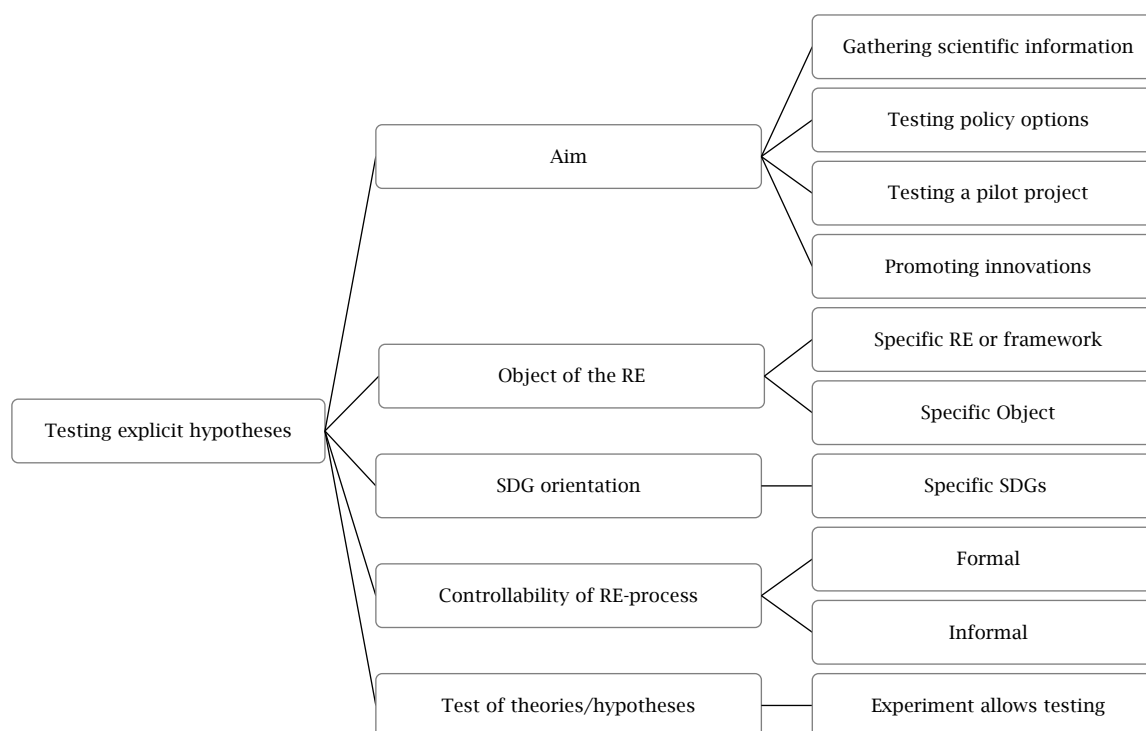 Gathering scientific information
Testing policy options
Aim
Testing a pilot project
Promoting innovations
Specific RE or framework
Object of the RE
Specific Object
Testing explicit hypotheses
SDG orientation
Specific SDGs
Formal
Controllability of RE-process
Informal
Test of theories/hypotheses
Experiment allows testing